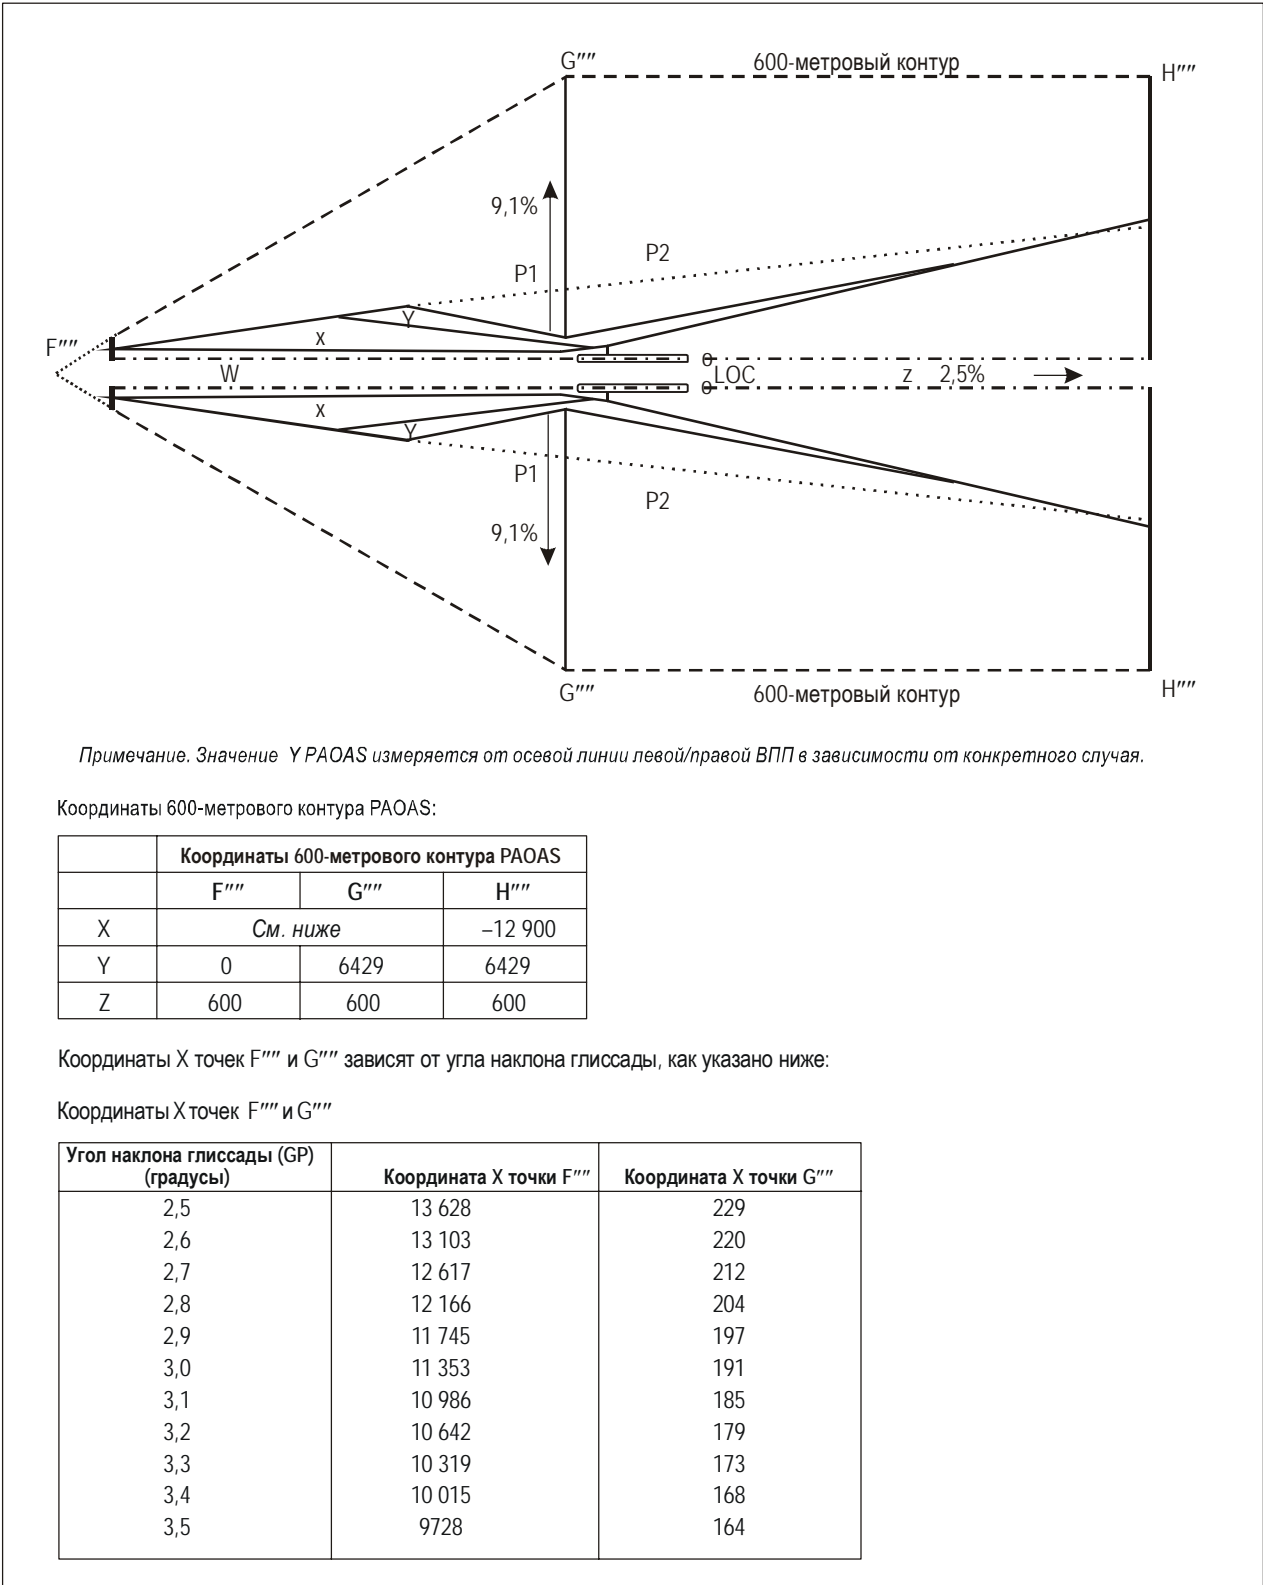 G″″ 600-метровый контур H″″
9,1%
P2
P1
Y
x
F″″
W LOC z 2,5%
x
Y
P1
P2
9,1%
G″″ 600-метровый контур H″″
Примечание. Значение Y PAOAS измеряется от осевой линии левой/правой ВПП в зависимости от конкретного случая.
Координаты 600-метрового контура PAOAS:
Координаты 600-метрового контура PAOAS
F″″ G″″ H″″
X См. ниже –12 900
Y 0 6429 6429
Z 600 600 600
Координаты X точек F″″ и G″″ зависят от угла наклона глиссады, как указано ниже:
Координаты X точек F″″ и G″″
Угол наклона глиссады (GP)
(градусы) Координата X точки F″″ Координата X точки G″″
2,5 13 628 229
2,6 13 103 220
2,7 12 617 212
2,8 12 166 204
2,9 11 745 197
3,0 11 353 191
3,1 10 986 185
3,2 10 642 179
3,3 10 319 173
3,4 10 015 168
3,5 9728 164